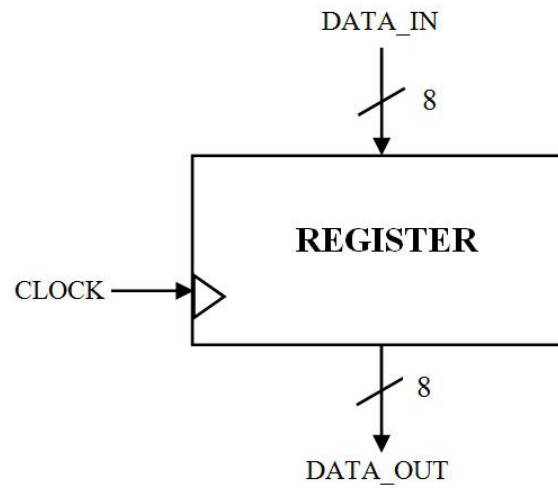 DATA_IN
8
REGISTER
CLOCK
8
DATA_OUT